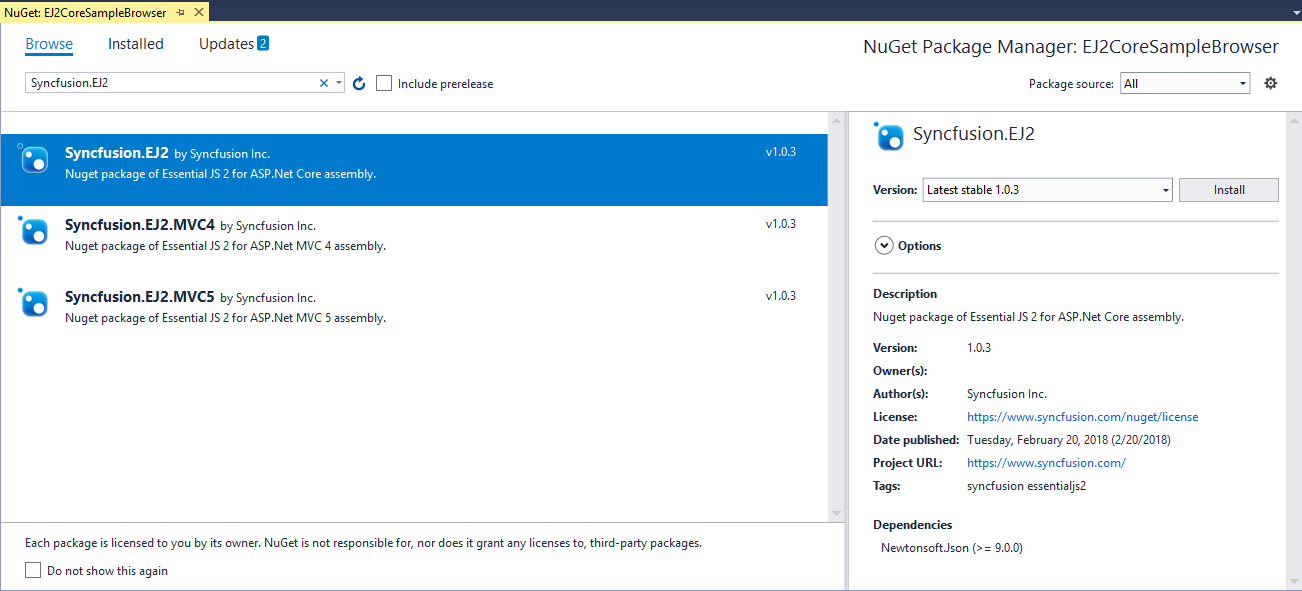 NuGet: EJ2CoreSampleBrowser
Browse
Installed
Updates 2
NuGet Package Manager: EJ2CoreSampleBrowser
Syncfusion.EJ2
Include prerelease
Package source: All
Syncfusion.EJ2 by Syncfusion Inc.
v1.0.3
Nuget package of Essential JS 2 for ASP.Net Core assembly.
Syncfusion.EJ2.MVC4 by Syncfusion Inc.
v1.0.3
Nuget package of Essential JS 2 for ASP.Net MVC 4 assembly.
Syncfusion.EJ2.MVC5 by Syncfusion Inc.
v1.0.3
Nuget package of Essential JS 2 for ASP.Net MVC 5 assembly.
Each package is licensed to you by its owner. NuGet is not responsible for, nor does it grant any licenses to, third-party packages.
Do not show this again
Syncfusion.EJ2
Version: Latest stable 1.0.3
Install
Options
Description
Nuget package of Essential JS 2 for ASP.Net Core assembly.
Version: 1.0.3
Owner(s):
Author(s): Syncfusion Inc.
License: https://www.syncfusion.com/nuget/license
Date published: Tuesday, February 20, 2018 (2/20/2018)
Project URL: https://www.syncfusion.com/
Tags: syncfusion essentialjs2
Dependencies
Newtonsoft.Json (>= 9.0.0)